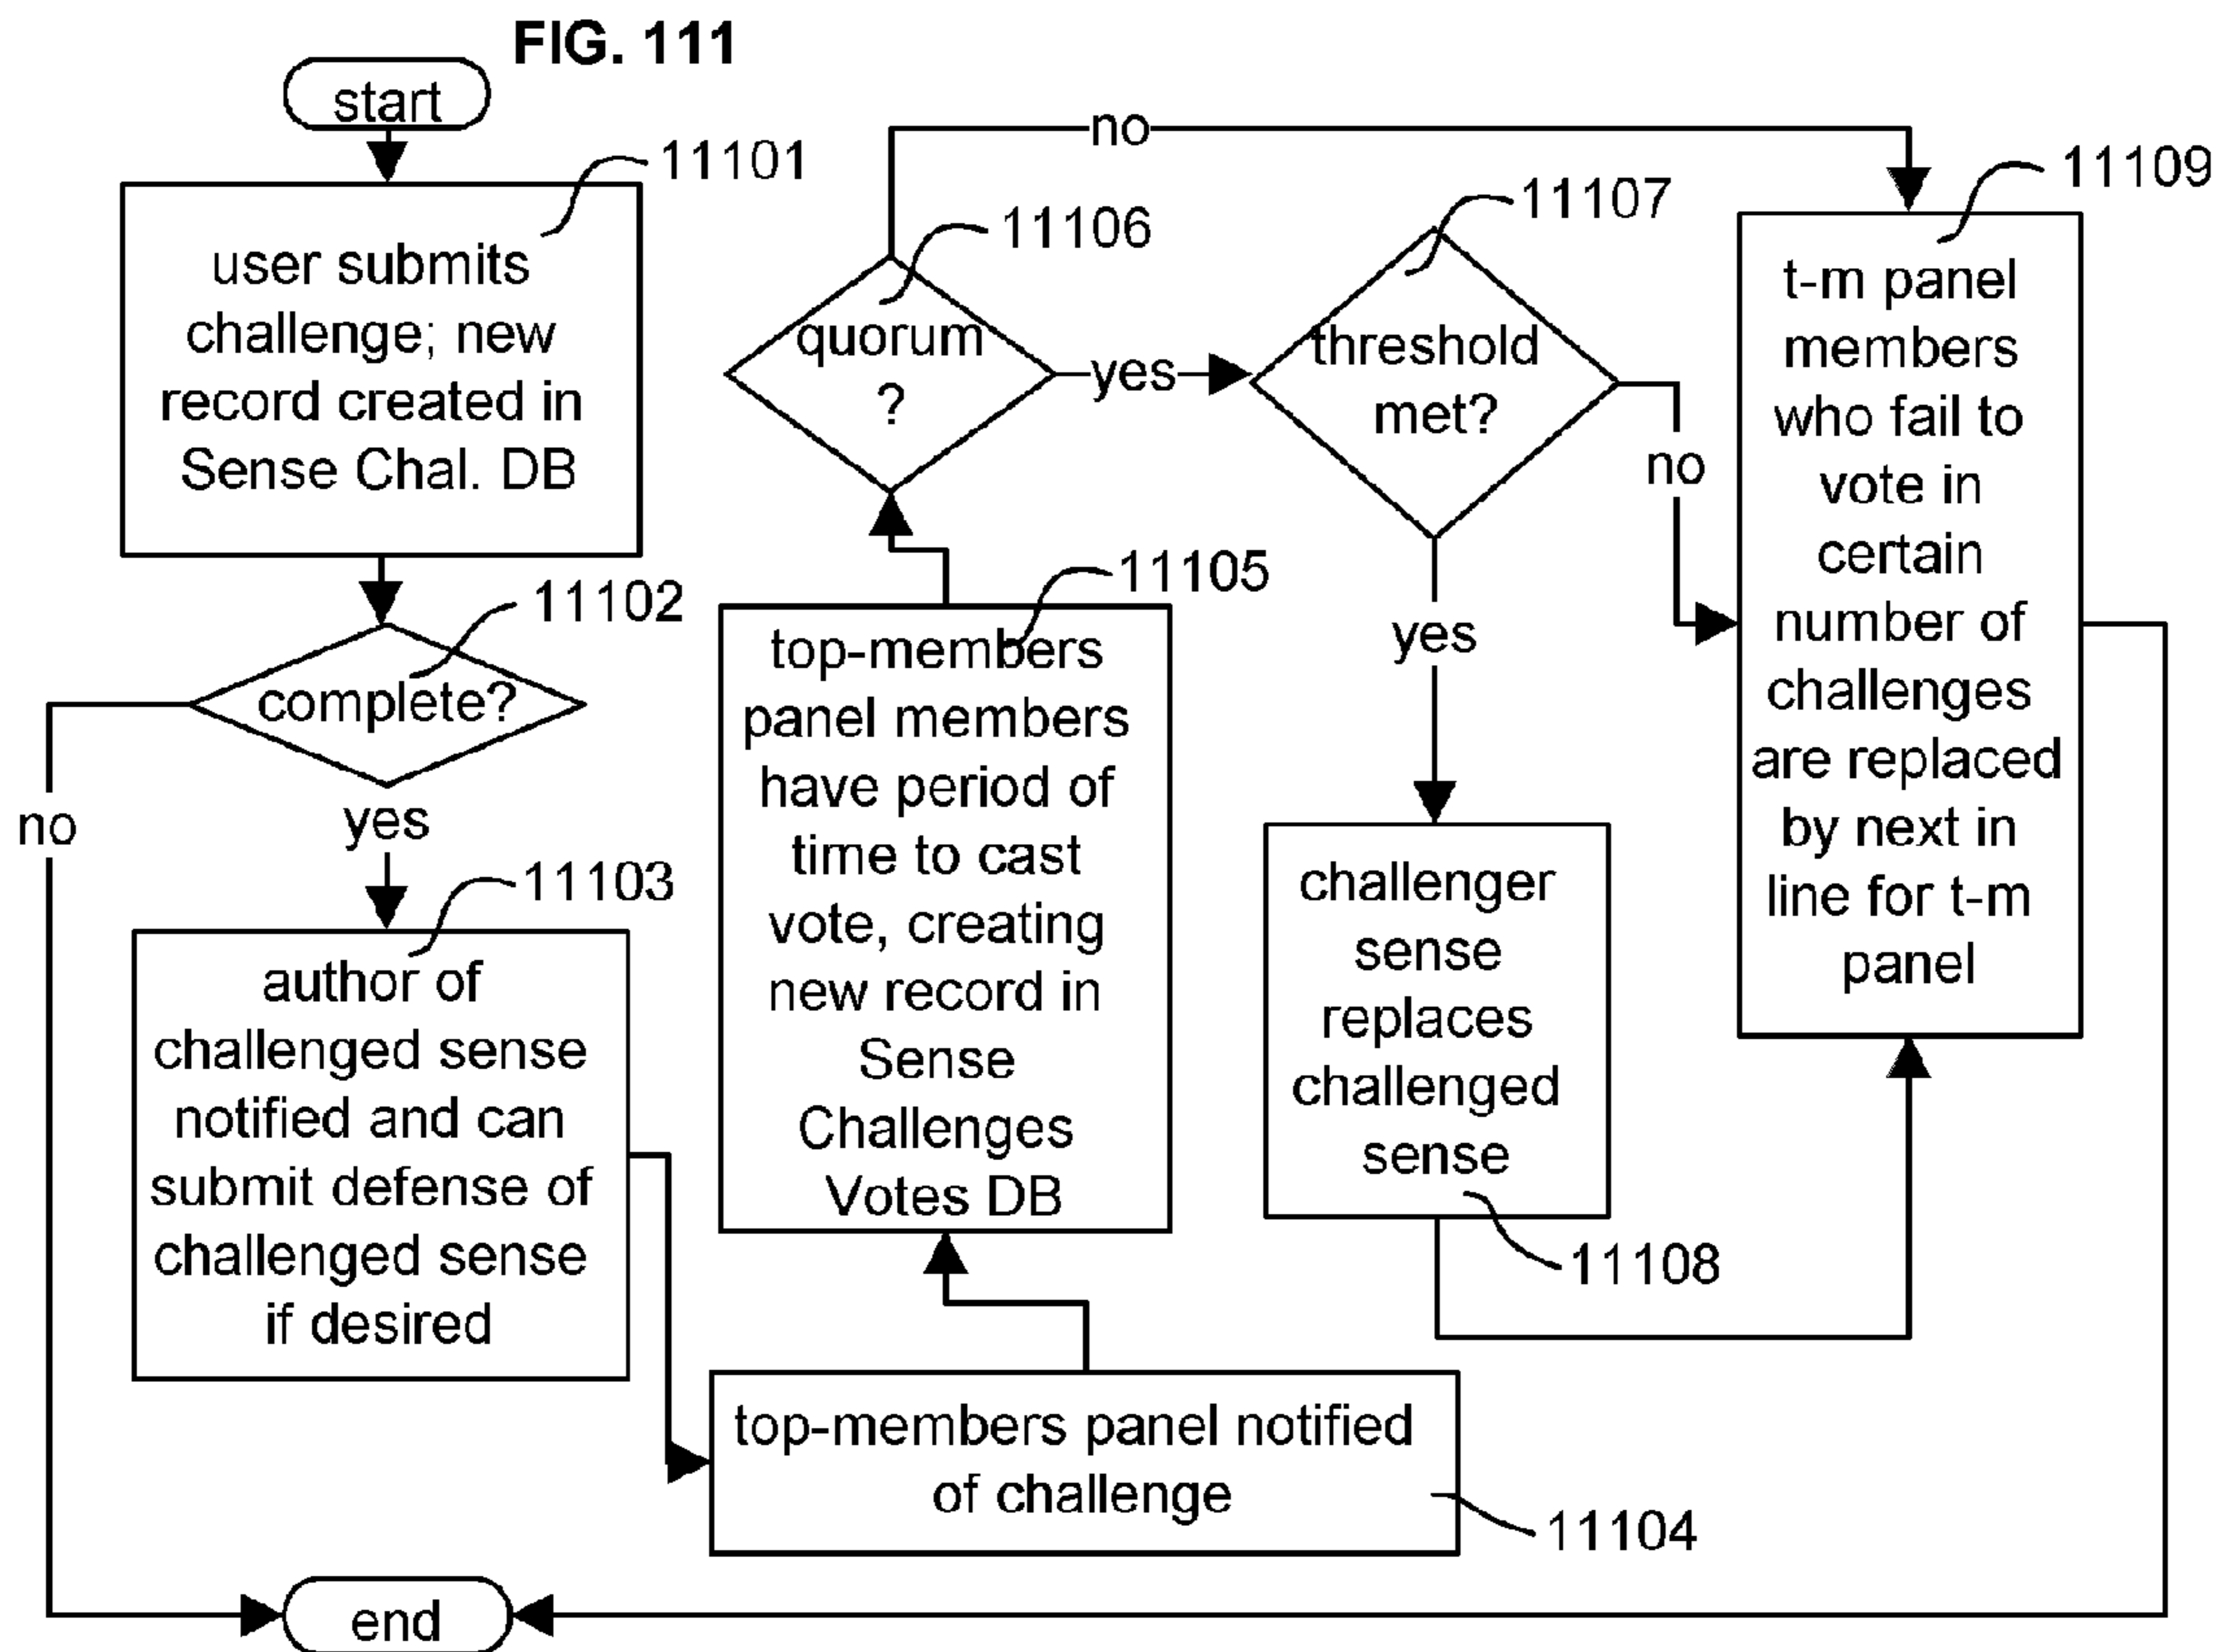 FIG. 111
start
11101
user submits
challenge; new
record created in
Sense Chal. DB
11102
complete?
no
yes
11103
author of
challenged sense
notified and can
submit defense of
challenged sense
if desired
top-members panel notified
of challenge
11104
11105
top-members
panel members
have period of
time to cast
vote, creating
new record in
Sense
Challenges
Votes DB
11106
quorum
?
no
yes
11107
threshold
met?
no
yes
challenger
sense
replaces
challenged
sense
11108
11109
t-m panel
members
who fail to
vote in
certain
number of
challenges
are replaced
by next in
line for t-m
panel
end